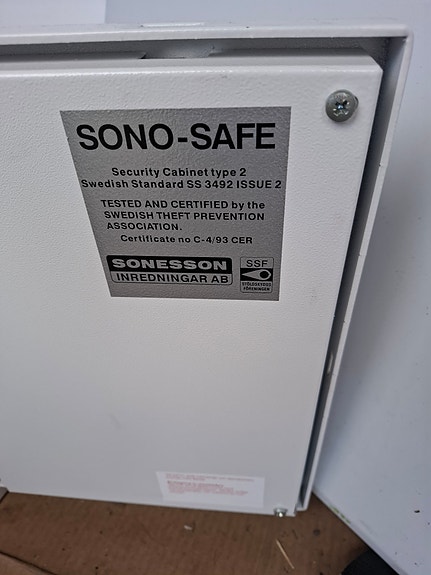 SONO-SAFE
Security Cabinet type 2
Swedish Standard SS 3492 ISSUE 2
TESTED AND CERTIFIED by the
SWEDISH THEFT PREVENTION
ASSOCIATION.
Certificate no C-4/93 CER
SONESSON
INREDNINGAR AB
SSF
STÖLDSKYDDS
FÖRENINGEN